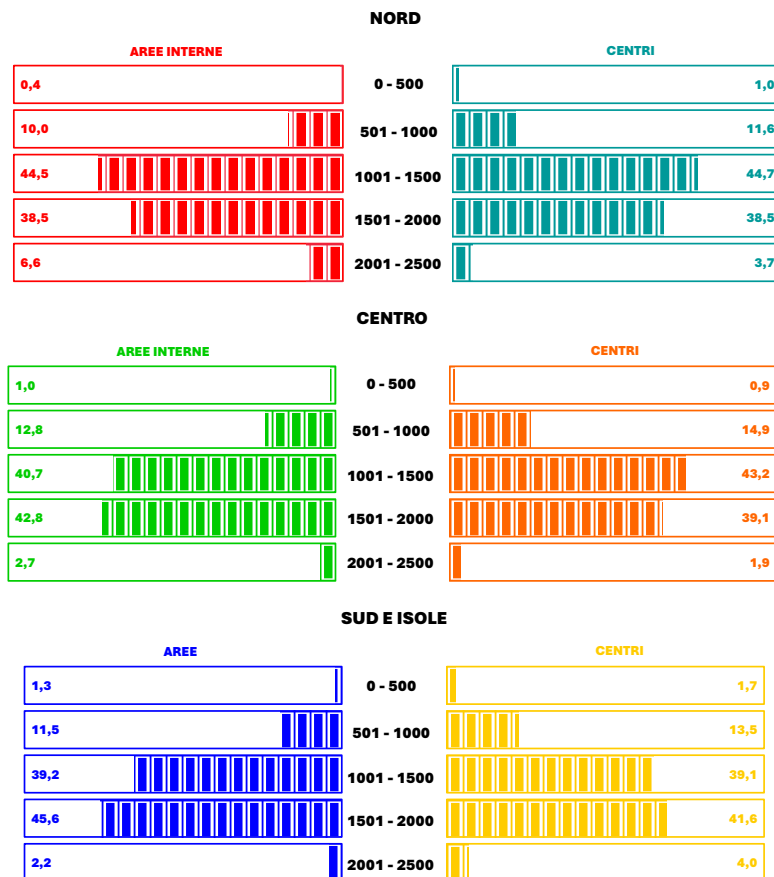 NORD
AREE INTERNE CENTRI
0,4 0 - 500 1,0
10,0 501 - 1000 11,6
44,5 1001 - 1500 44,7
38,5 1501 - 2000 38,5
6,6 2001 - 2500 3,7
CENTRO
AREE INTERNE CENTRI
1,0 0 - 500 0,9
12,8 501 - 1000 14,9
40,7 1001 - 1500 43,2
42,8 1501 - 2000 39,1
2,7 2001 - 2500 1,9
SUD E ISOLE
AREE CENTRI
1,3 0 - 500 1,7
11,5 501 - 1000 13,5
39,2 1001 - 1500 39,1
45,6 1501 - 2000 41,6
2,2 2001 - 2500 4,0